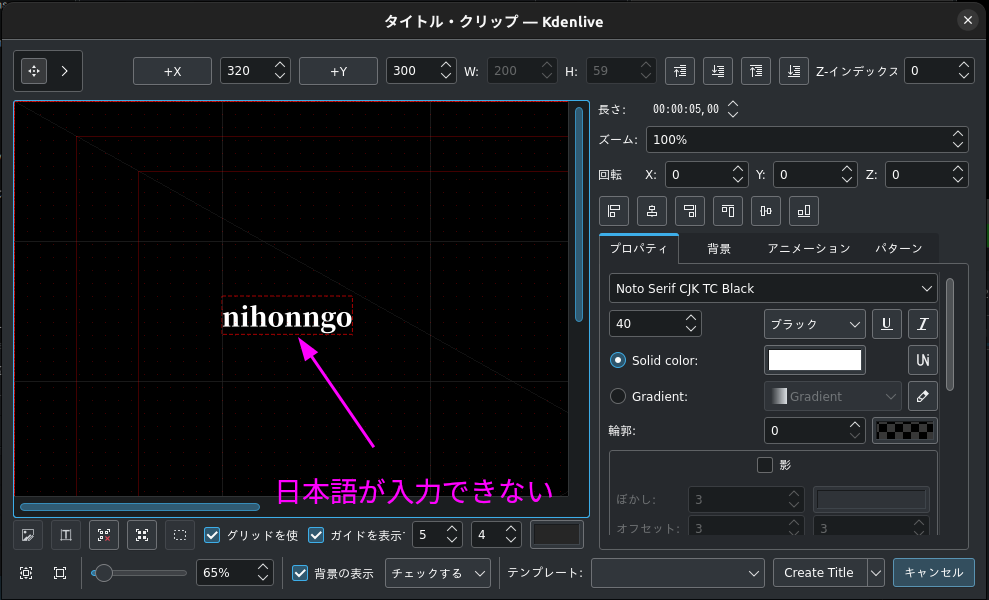 タイトル・クリップ — Kdenlive
+X 320 +Y 300 W: 200 H: 59 Z-インデックス 0
長さ: 00:00:05,00
ズーム: 100%
回転 X: 0 Y: 0 Z: 0
プロパティ 背景 アニメーション パターン
Noto Serif CJK TC Black
40 ブラック U I
Solid color:
Gradient: Gradient
輪郭: 0
影
ぼかし: 3
オフセット: 3 3
nihonngo
日本語が入力できない
グリッドを使 ガイドを表示 5 4
65% 背景の表示 チェックする テンプレート: Create Title キャンセル